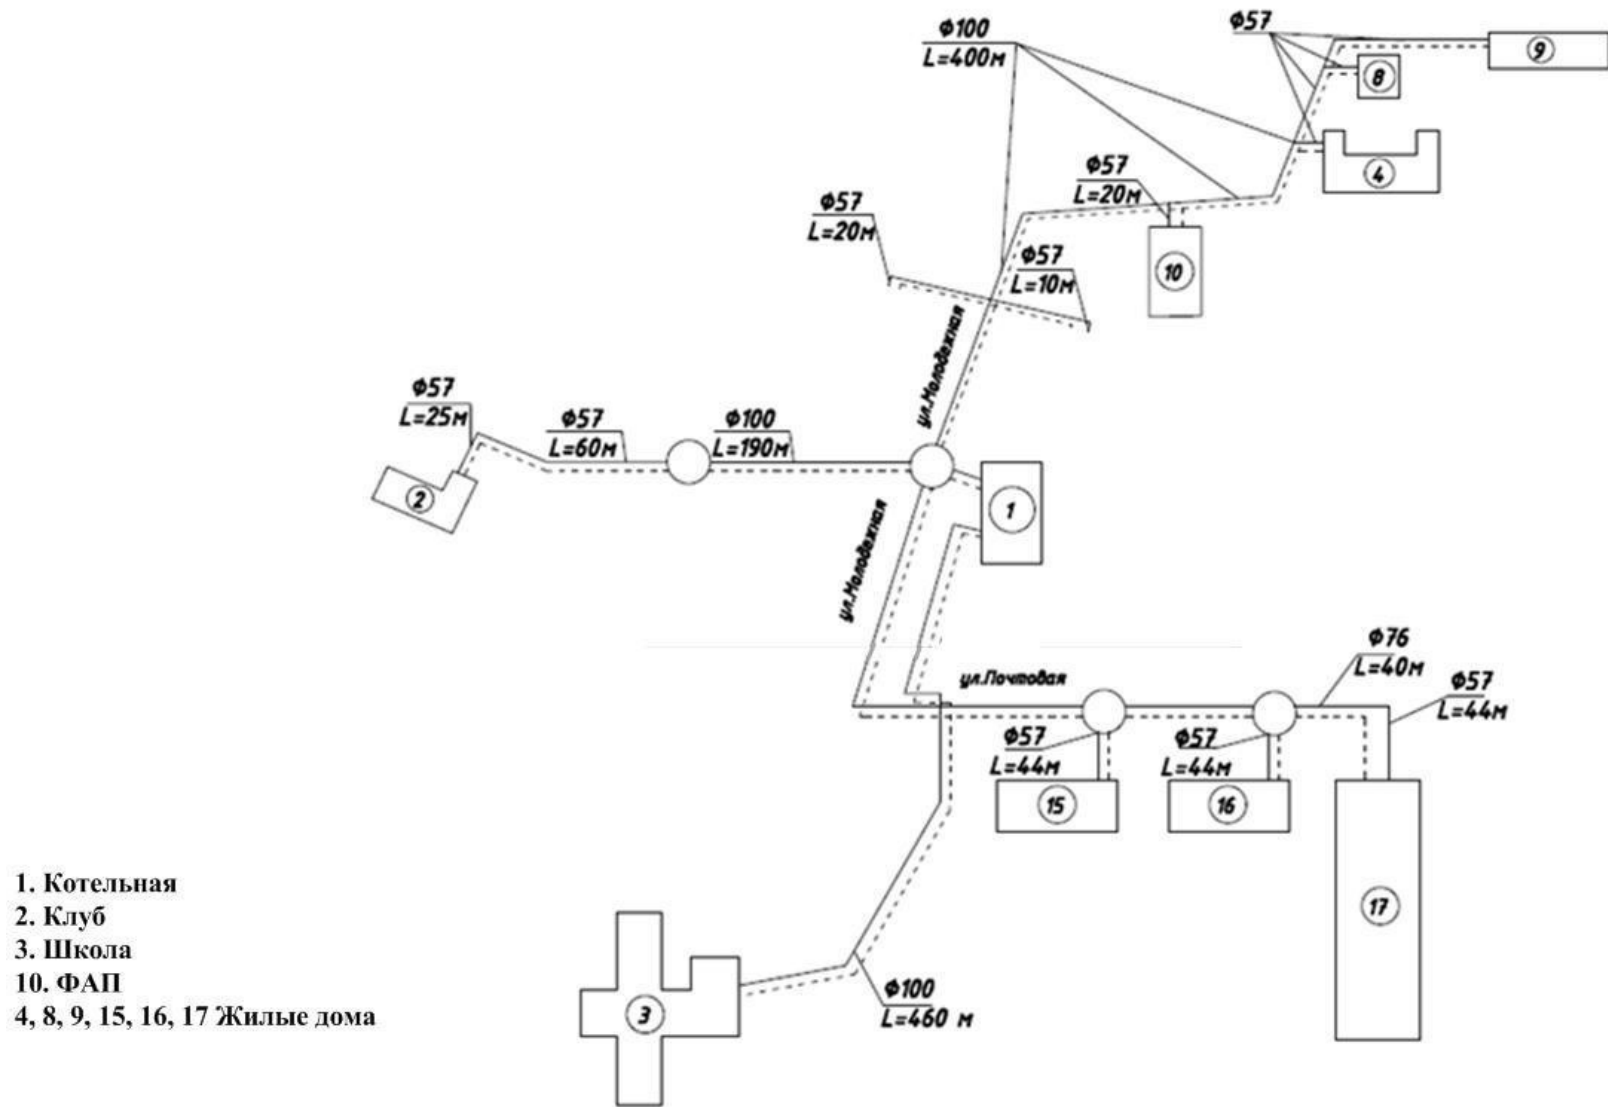 ф100
L=400м
ф57
9
8
4
ф57
L=20м
ф57
L=20м
ф57
L=10м
10
ул.Молодежная
ф57
L=25м
ф57
L=60м
ф100
L=190м
2
1
ул.Молодежная
ф76
L=40м
ул.Почтовая
ф57
L=44м
ф57
L=44м
ф57
L=44м
15
16
17
1. Котельная
2. Клуб
3. Школа
10. ФАП
4, 8, 9, 15, 16, 17 Жилые дома
3
ф100
L=460 м